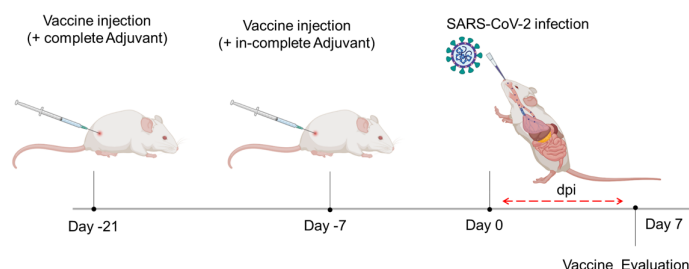 Vaccine injection
(+ complete Adjuvant)
Vaccine injection
(+ in-complete Adjuvant)
SARS-CoV-2 infection
dpi
Day -21
Day -7
Day 0
Day 7
Vaccine Evaluation